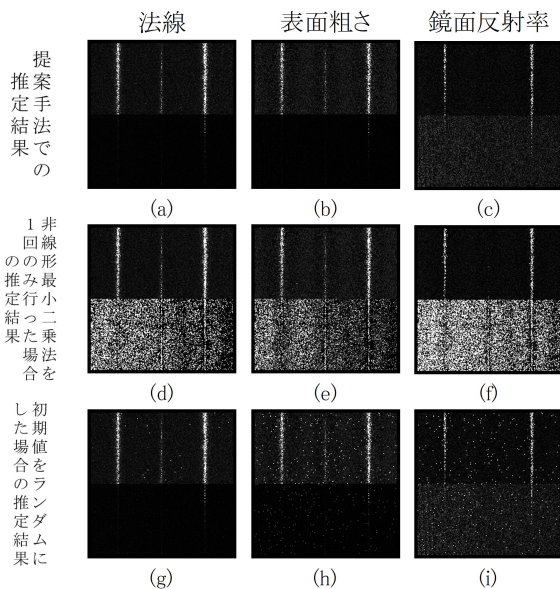 法線
表面粗さ
鏡面反射率
提案手法での
推定結果
(a)
(b)
(c)
非線形最小二乗法を
1回のみ行った場合
の推定結果
(d)
(e)
(f)
初期値をランダムに
した場合の推定結果
(g)
(h)
(i)